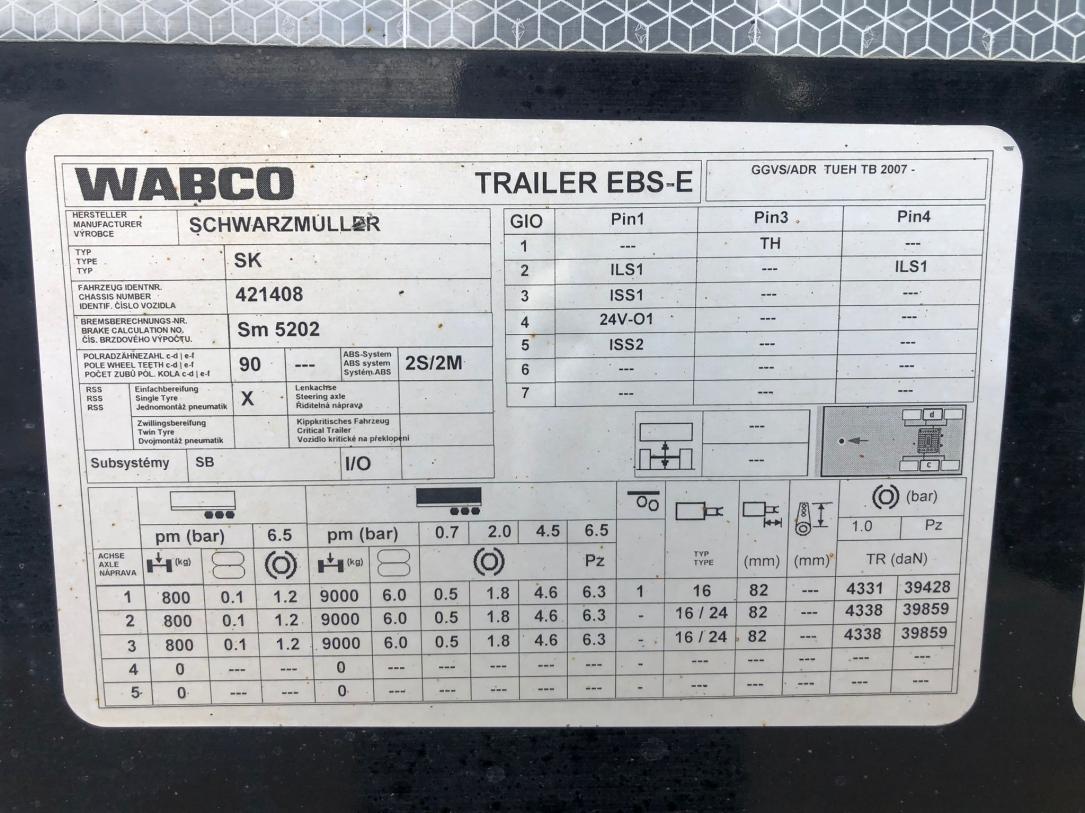 WABCO TRAILER EBS-E GGVS/ADR TUEH TB 2007 -
HERSTELLER
MANUFACTURER
VÝROBCE
SCHWARZMÜLLER
TYP
TYPE
TYP
SK
FAHRZEUG IDENTNR.
CHASSIS NUMBER
IDENTIF. ČÍSLO VOZIDLA
421408
BREMSBERECHNUNGS-NR.
BRAKE CALCULATION NO.
ČÍS. BRZDOVÉHO VÝPOČTU.
Sm 5202
POLRADZÄHNEZAHL c-d | e-f
POLE WHEEL TEETH c-d | e-f
POČET ZUBŮ PÓL. KOLA c-d | e-f
90 ---
ABS-System
ABS system
Systém.ABS
2S/2M
RSS
RSS
RSS
Einfachbereifung
Single Tyre
Jednomontáž pneumatik
X
Lenkachse
Steering axle
Řiditelná náprava
Zwillingsbereifung
Twin Tyre
Dvojmontáž pneumatik
Kippkritisches Fahrzeug
Critical Trailer
Vozidlo kritické na překlopení
Subsystémy SB I/O
GIO Pin1 Pin3 Pin4
1 --- TH ---
2 ILS1 --- ILS1
3 ISS1 --- ---
4 24V-O1 --- ---
5 ISS2 --- ---
6 --- --- ---
7 --- --- ---
---
---
d
c
pm (bar) 6.5 pm (bar) 0.7 2.0 4.5 6.5
(bar)
1.0 Pz
ACHSE
AXLE
NÁPRAVA
(kg) (kg) Pz
TYP
TYPE
(mm) (mm) TR (daN)
1 800 0.1 1.2 9000 6.0 0.5 1.8 4.6 6.3 1 16 82 --- 4331 39428
2 800 0.1 1.2 9000 6.0 0.5 1.8 4.6 6.3 - 16 / 24 82 --- 4338 39859
3 800 0.1 1.2 9000 6.0 0.5 1.8 4.6 6.3 - 16 / 24 82 --- 4338 39859
4 0 --- --- 0 --- --- --- --- --- - --- --- --- --- ---
5 0 --- --- 0 --- --- --- --- --- - --- --- --- --- ---